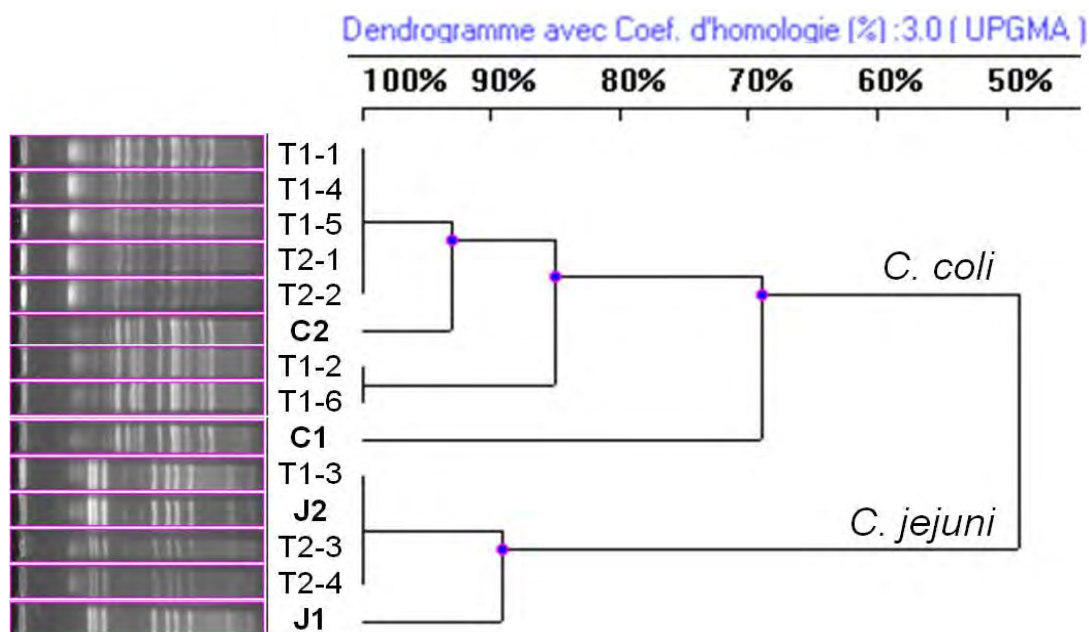 Dendrogramme avec Coef. d'homologie (%) :3.0 ( UPGMA )
100% 90% 80% 70% 60% 50%
T1-1
T1-4
T1-5
T2-1
T2-2
C2
T1-2
T1-6
C1
T1-3
J2
T2-3
T2-4
J1
C. coli
C. jejuni